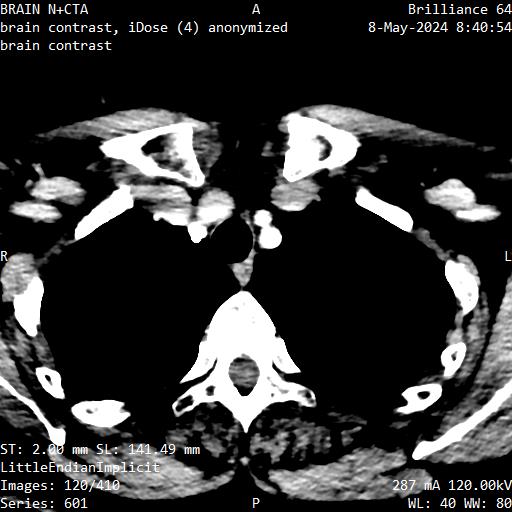 BRAIN N+CTA
A
Brilliance 64
brain contrast, iDose (4) anonymized
8-May-2024 8:40:54
brain contrast
R
L
ST: 2.00 mm SL: 141.49 mm
LittleEndianImplicit
Images: 120/410
287 mA 120.00kV
Series: 601
P
WL: 40 WW: 80